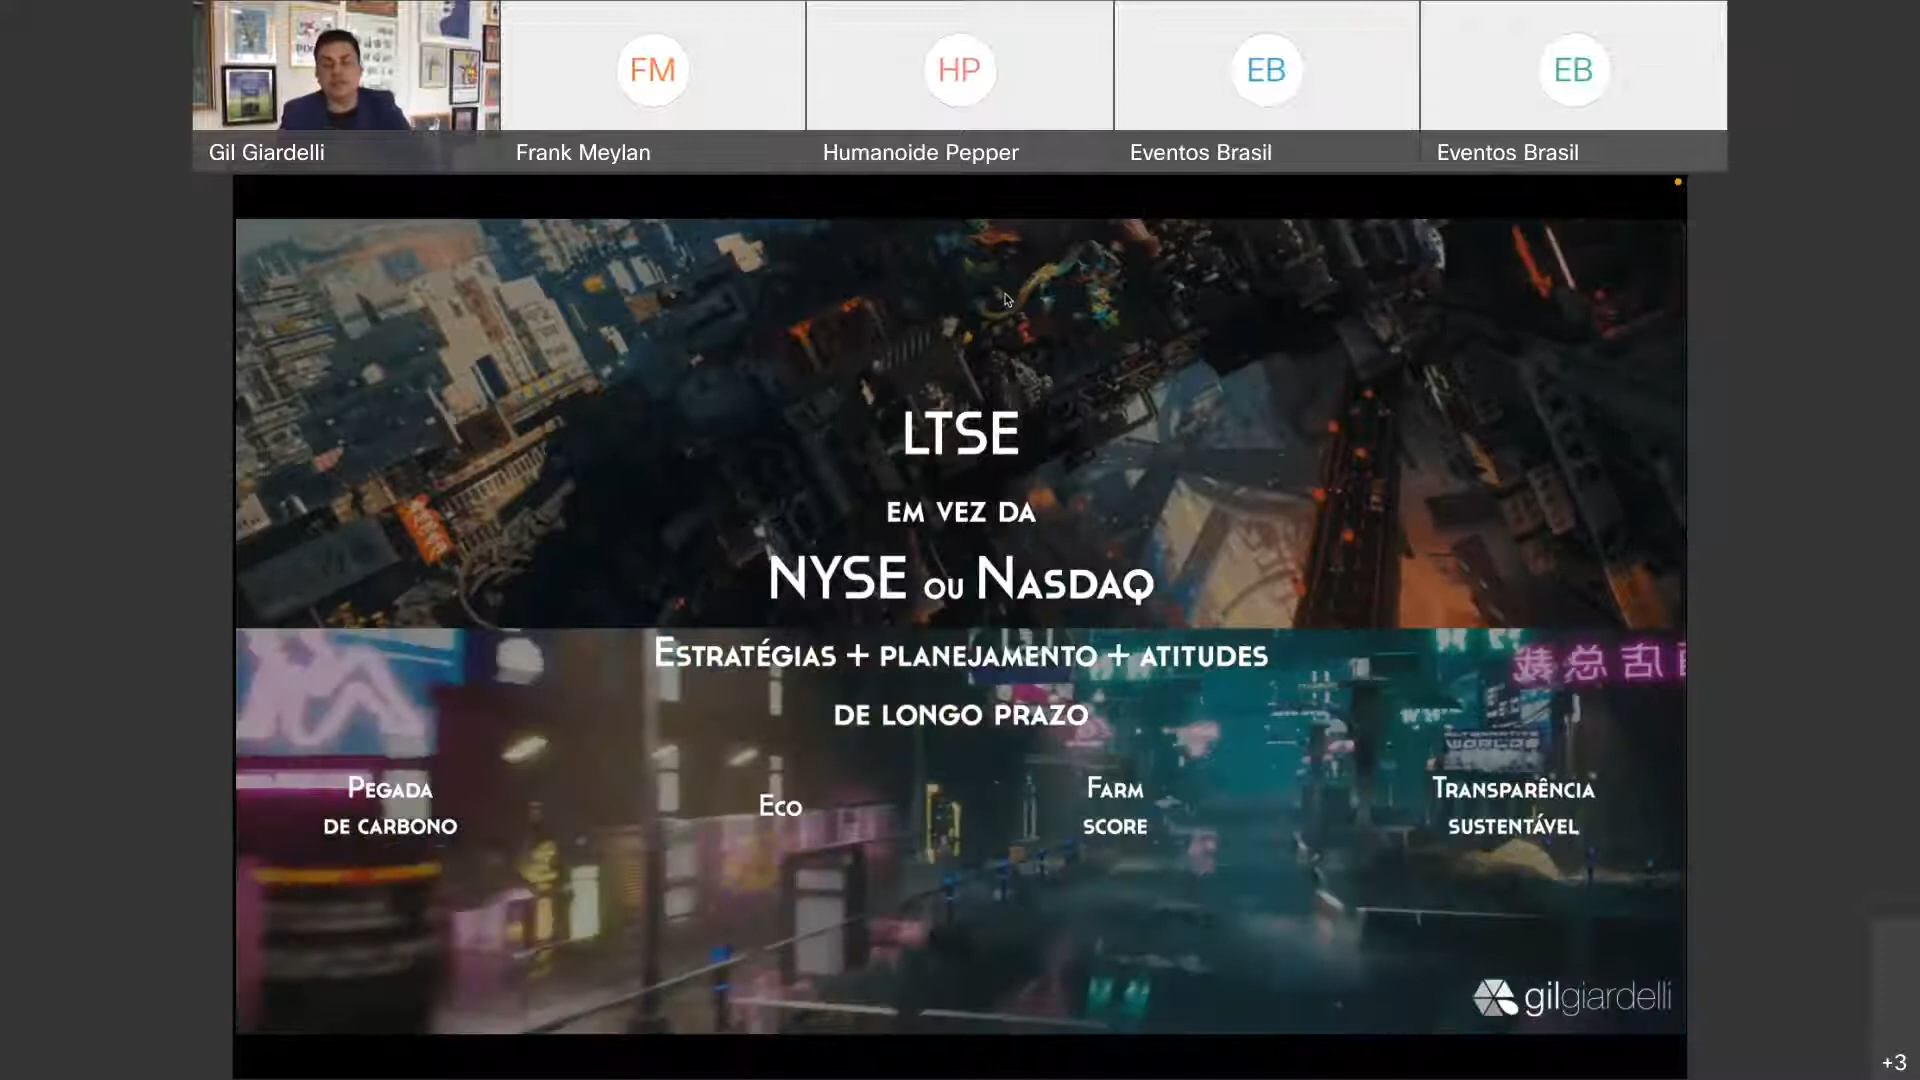 FM
HP
EB
EB
Gil Giardelli
Frank Meylan
Humanoide Pepper
Eventos Brasil
Eventos Brasil
LTSE
EM VEZ DA
NYSE OU NASDAQ
ESTRATÉGIAS + PLANEJAMENTO + ATITUDES
DE LONGO PRAZO
PEGADA
DE CARBONO
ECO
FARM
SCORE
TRANSPARÊNCIA
SUSTENTÁVEL
WORLDS
gilgiardelli
+3